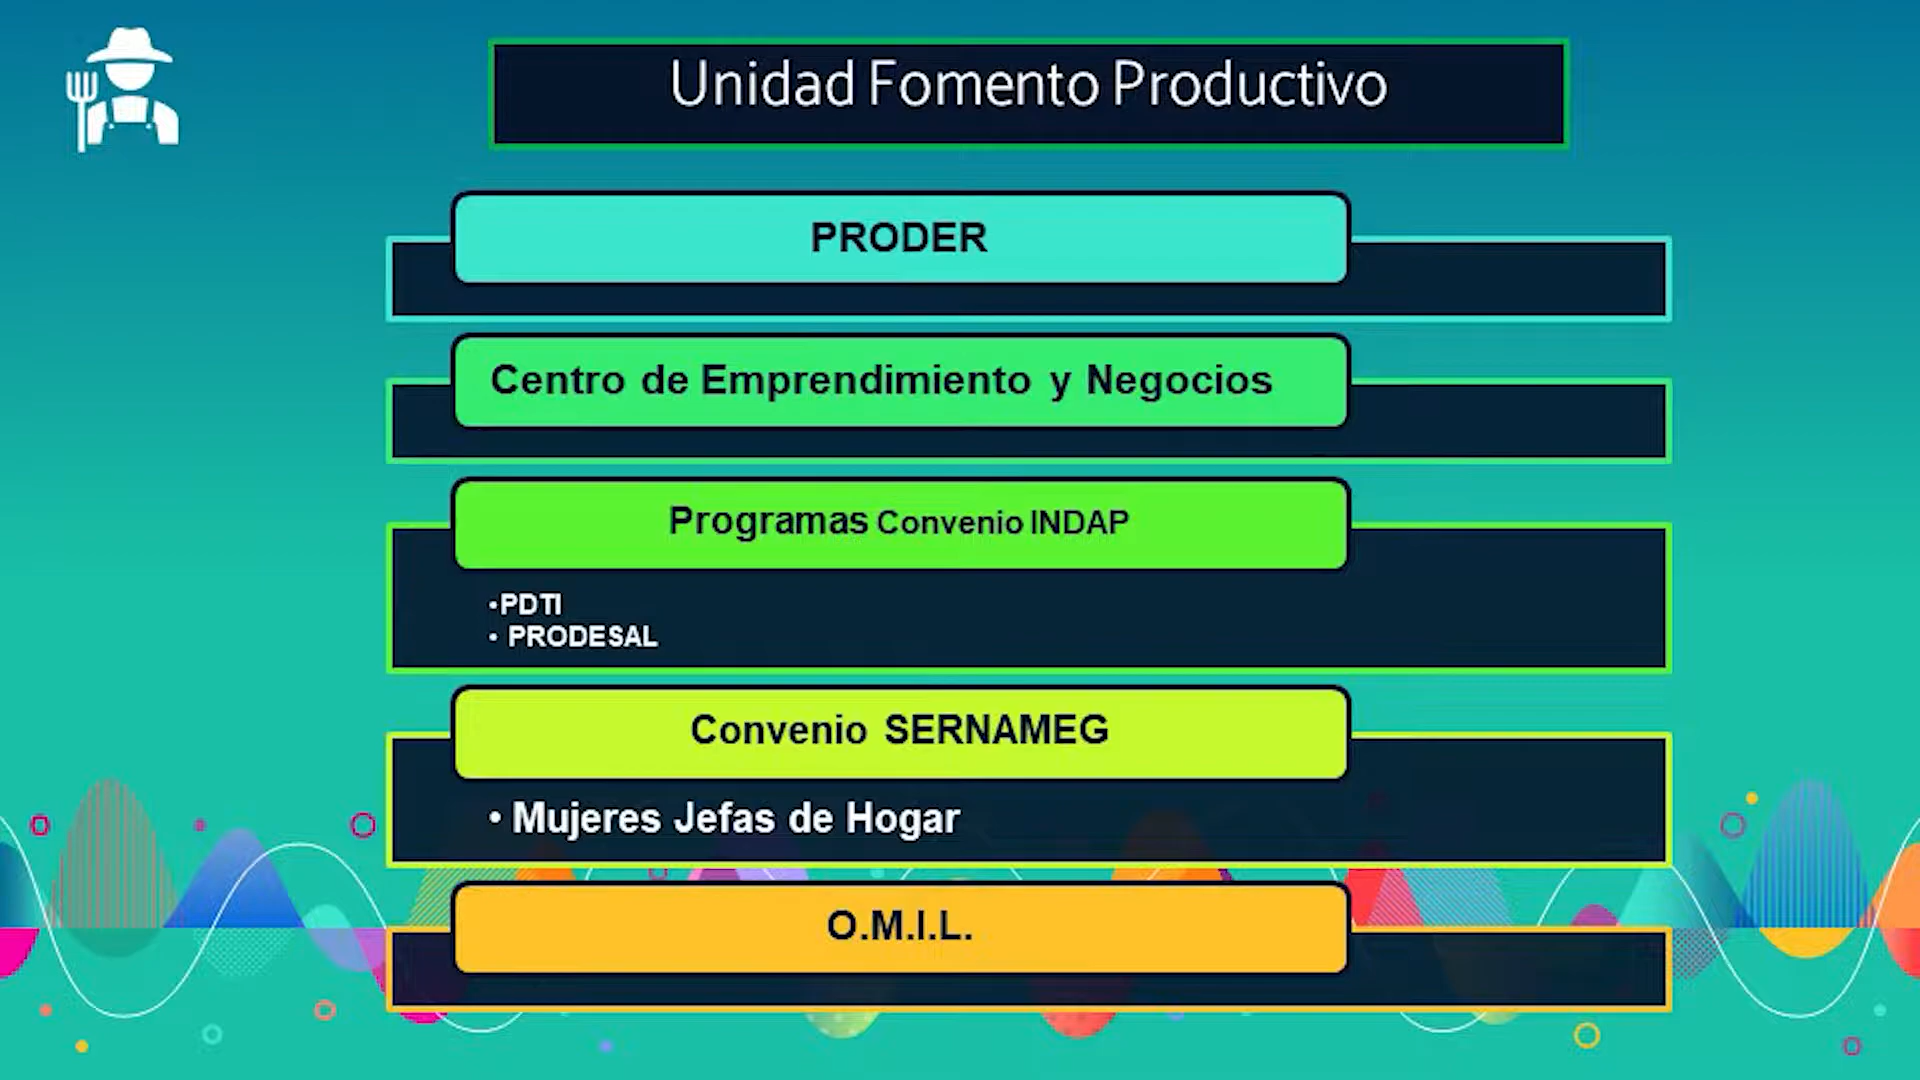 Unidad Fomento Productivo
PRODER
Centro de Emprendimiento y Negocios
Programas Convenio INDAP
•PDTI
• PRODESAL
Convenio SERNAMEG
• Mujeres Jefas de Hogar
O.M.I.L.